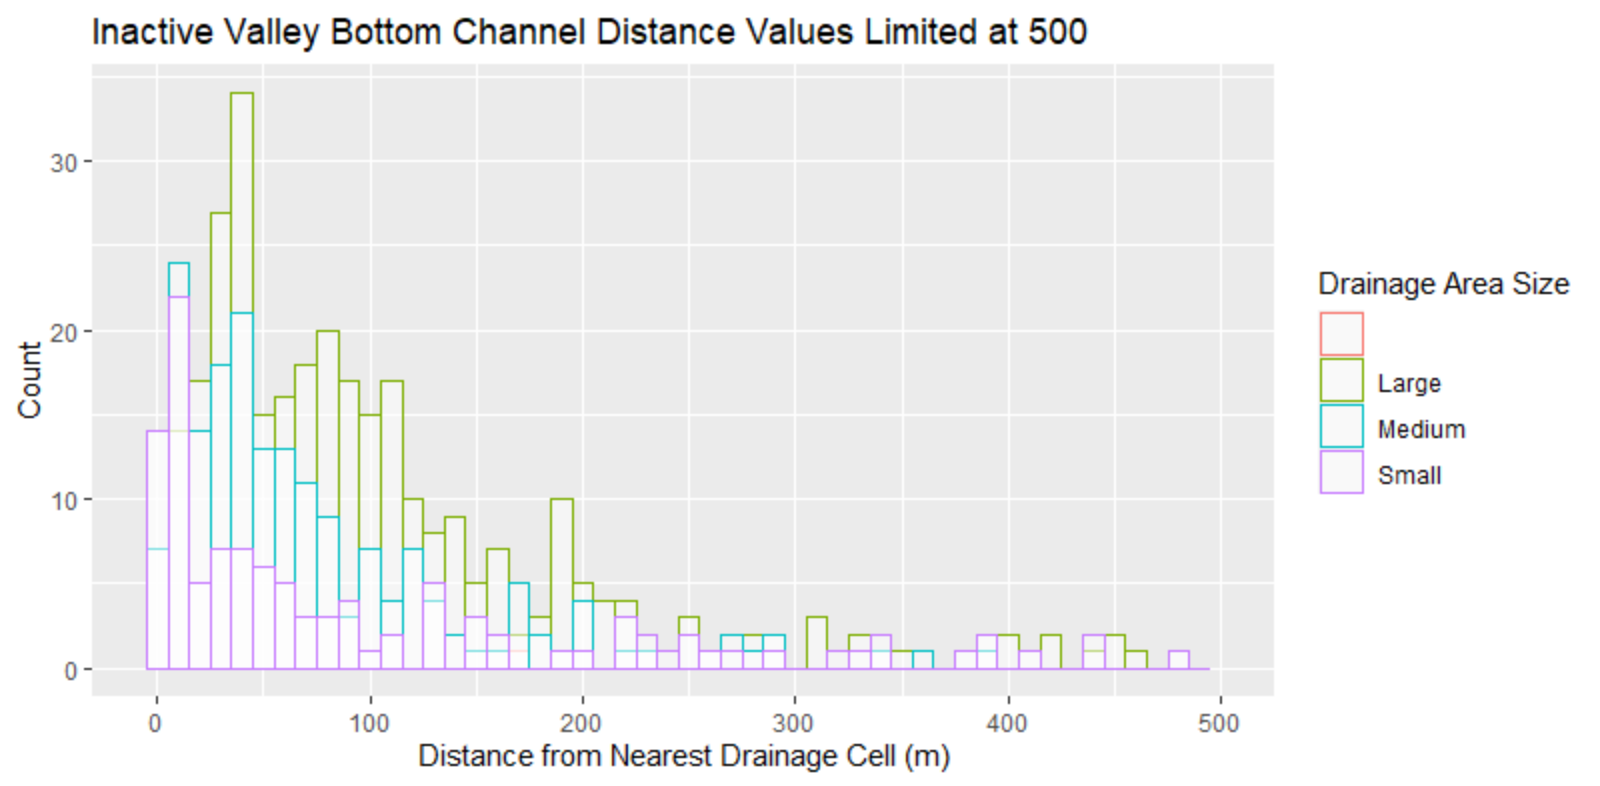 Inactive Valley Bottom Channel Distance Values Limited at 500
Count
30
20
10
0
0 100 200 300 400 500
Distance from Nearest Drainage Cell (m)
Drainage Area Size
Large
Medium
Small